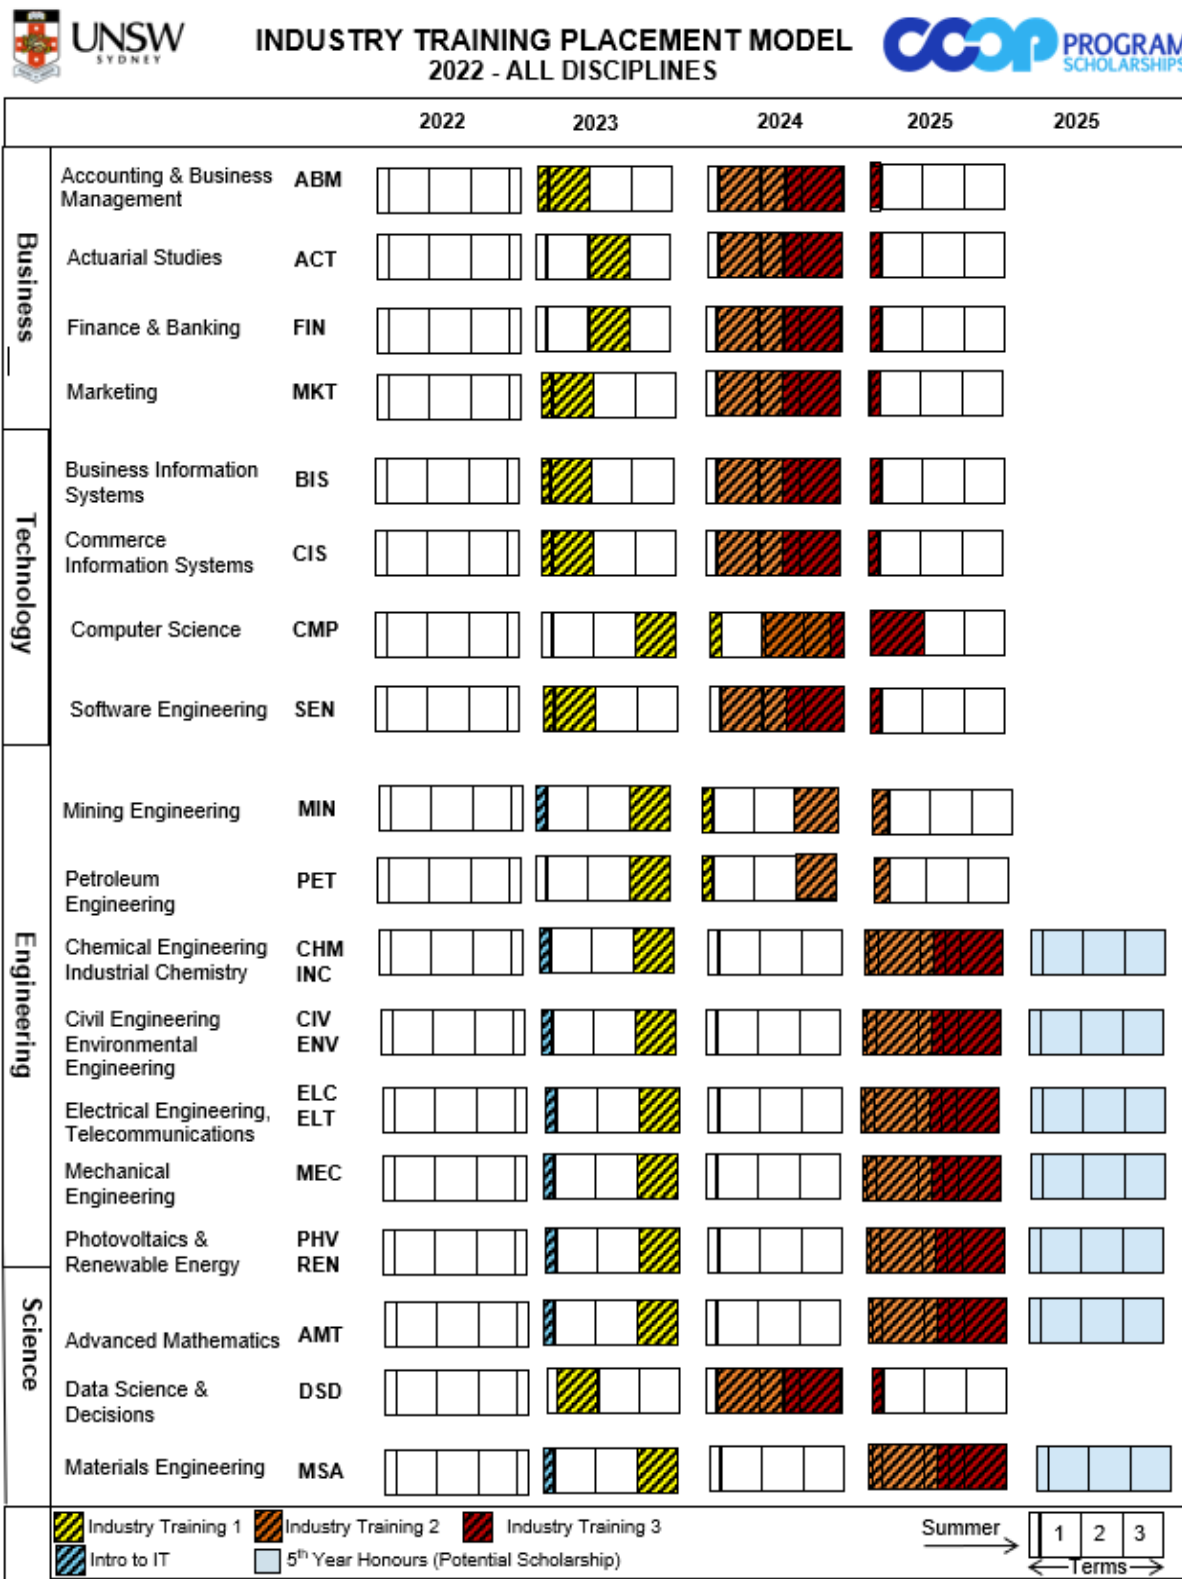 UNSW
SYDNEY
INDUSTRY TRAINING PLACEMENT MODEL
2022 - ALL DISCIPLINES
COOP PROGRAM
SCHOLARSHIPS
2022 2023 2024 2025 2025
Business
Accounting & Business
Management
ABM
Actuarial Studies ACT
Finance & Banking FIN
Marketing MKT
Technology
Business Information
Systems
BIS
Commerce
Information Systems
CIS
Computer Science CMP
Software Engineering SEN
Engineering
Mining Engineering MIN
Petroleum
Engineering
PET
Chemical Engineering CHM
Industrial Chemistry INC
Civil Engineering CIV
Environmental ENV
Engineering
ELC
Electrical Engineering, ELT
Telecommunications
Mechanical
Engineering
MEC
Photovoltaics & PHV
Renewable Energy REN
Science
Advanced Mathematics AMT
Data Science &
Decisions
DSD
Materials Engineering MSA
Industry Training 1 Industry Training 2 Industry Training 3
Intro to IT 5th Year Honours (Potential Scholarship)
Summer 1 2 3
Terms